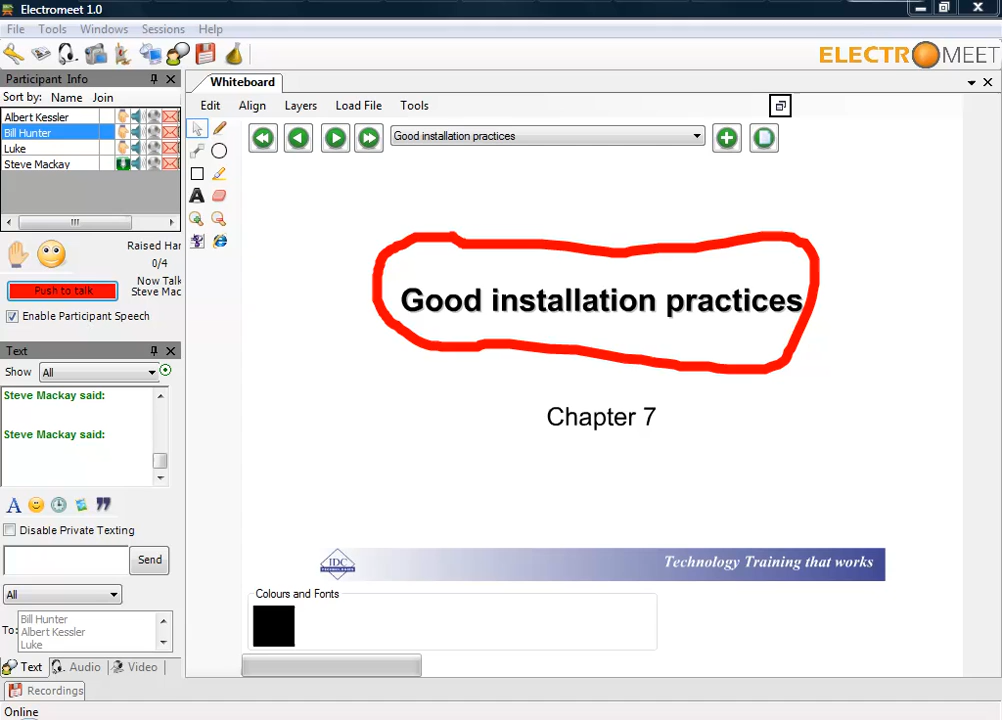 Electromeet 1.0
File Tools Windows Sessions Help
ELECTROMEET
Participant Info
Sort by: Name Join
Albert Kessler
Bill Hunter
Luke
Steve Mackay
Raised Har
0/4
Push to talk
Now Talk
Steve Mac
Enable Participant Speech
Text
Show All
Steve Mackay said:
Steve Mackay said:
Disable Private Texting
Send
All
To:
Bill Hunter
Albert Kessler
Luke
Text Audio Video
Recordings
Online
Whiteboard
Edit Align Layers Load File Tools
Good installation practices
Good installation practices
Chapter 7
IDC
Technology Training that works
Colours and Fonts